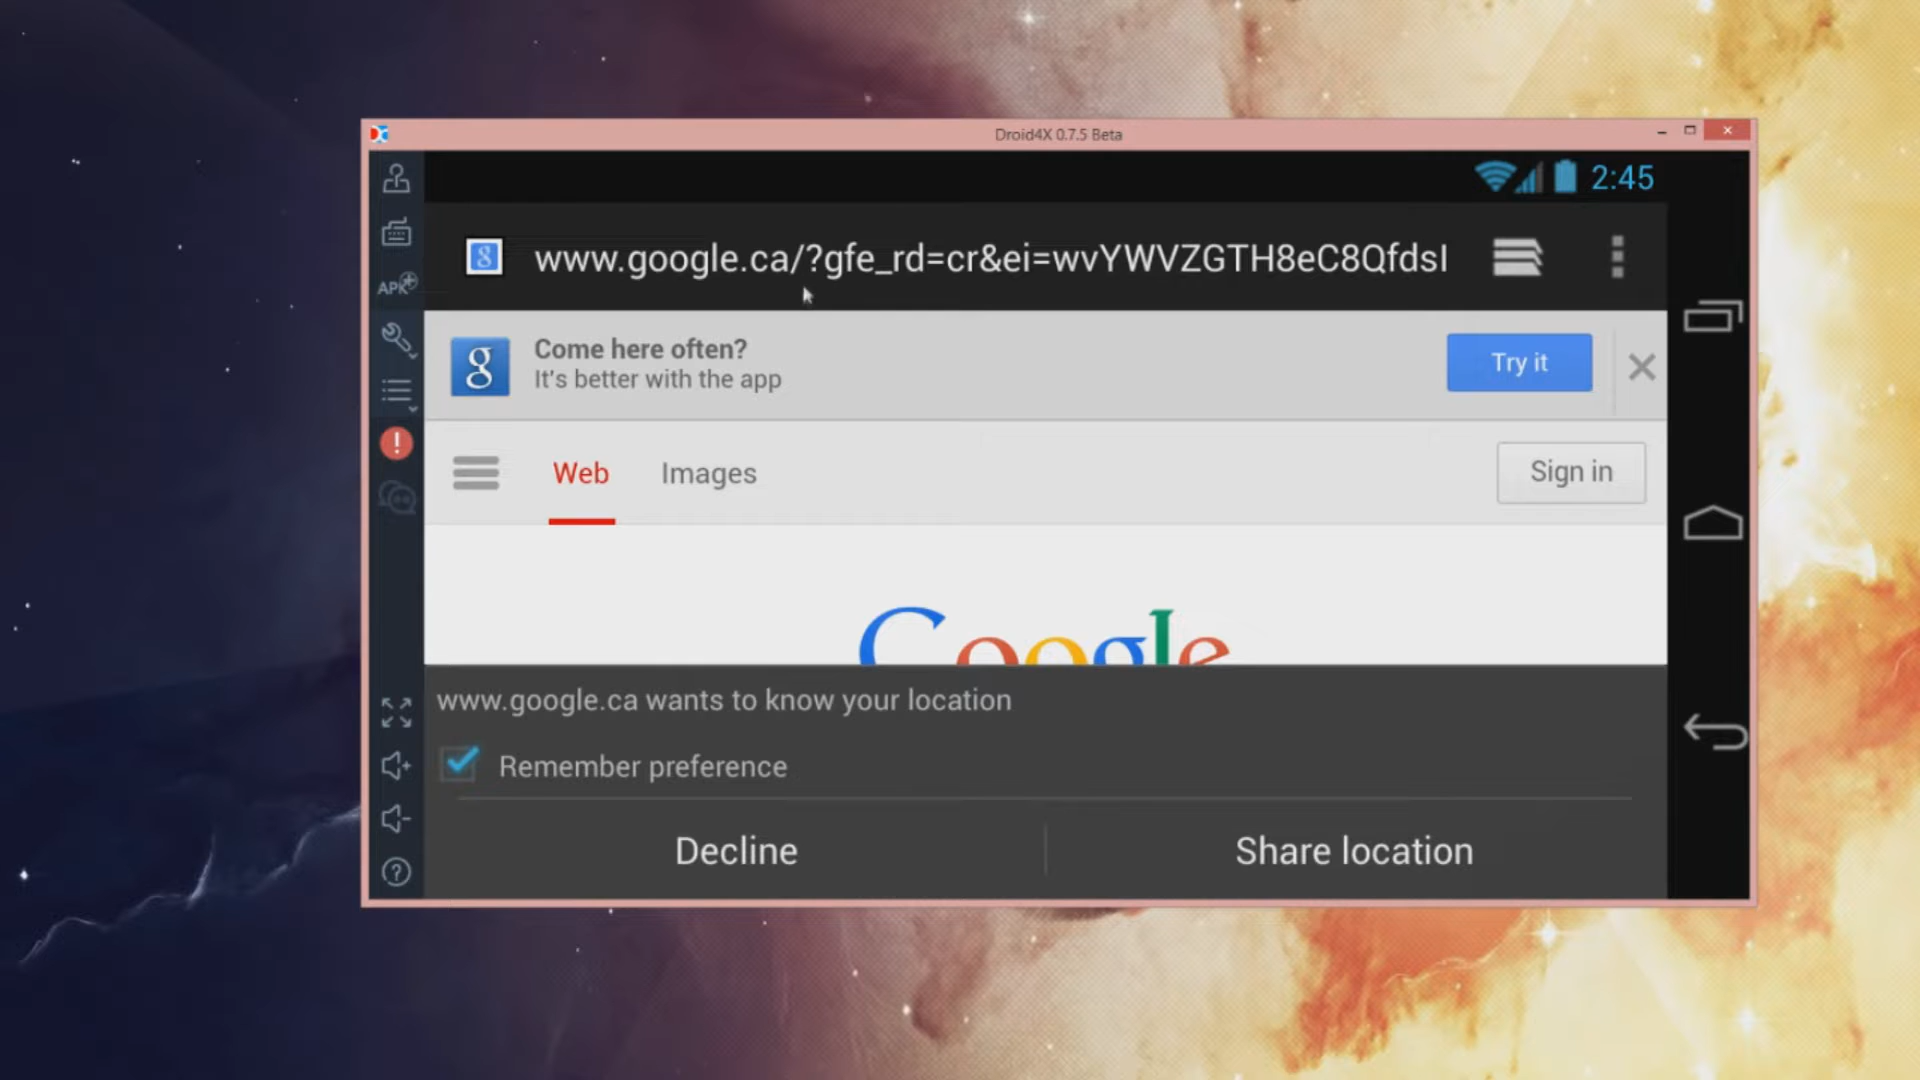 Droid4X 0.7.5 Beta
2:45
www.google.ca/?gfe_rd=cr&ei=wvYWVZGTH8eC8QfdsI
APK
Come here often?
It's better with the app
Try it
Web
Images
Sign in
Google
www.google.ca wants to know your location
Remember preference
Decline
Share location